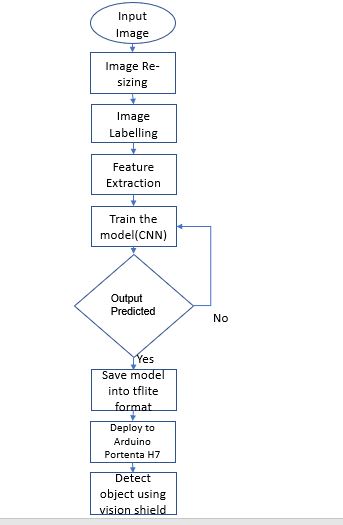 Input
Image
Image Re-
sizing
Image
Labelling
Feature
Extraction
Train the
model(CNN)
Output
Predicted
No
Yes
Save model
into tflite
format
Deploy to
Arduino
Portenta H7
Detect
object using
vision shield